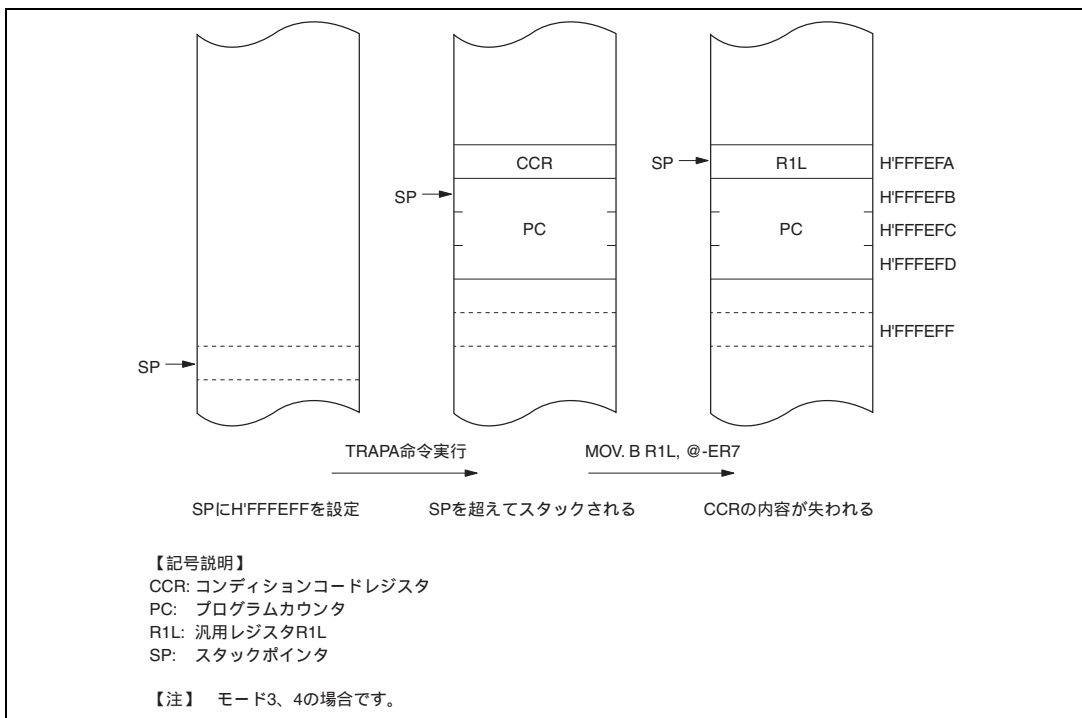 CCR
SP
R1L
H'FFFEFA
SP
H'FFFEFB
PC
PC
H'FFFEFC
H'FFFEFD
H'FFFEFF
SP
TRAPA命令実行
MOV. B R1L, @-ER7
SPにH'FFFEFFを設定
SPを超えてスタックされる
CCRの内容が失われる
【記号説明】
CCR: コンディションコードレジスタ
PC: プログラムカウンタ
R1L: 汎用レジスタR1L
SP: スタックポインタ
【注】 モード3、4の場合です。